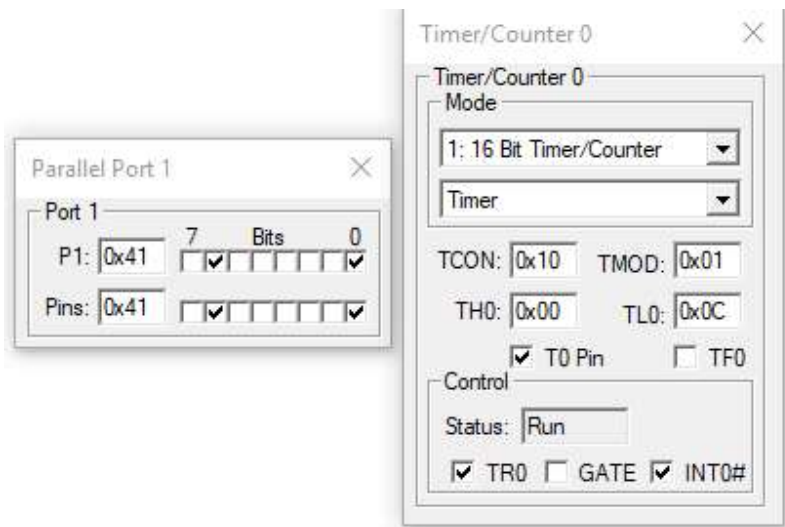 Parallel Port 1
Port 1
7 Bits 0
P1: 0x41
Pins: 0x41
Timer/Counter 0
Timer/Counter 0
Mode
1: 16 Bit Timer/Counter
Timer
TCON: 0x10 TMOD: 0x01
TH0: 0x00 TL0: 0x0C
T0 Pin TF0
Control
Status: Run
TR0 GATE INT0#